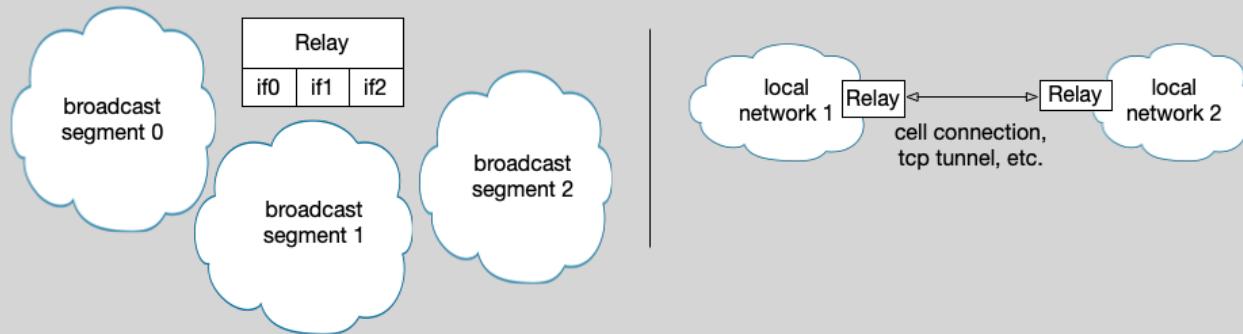 Relay
if0 if1 if2
broadcast
segment 0
broadcast
segment 1
broadcast
segment 2
local
network 1
Relay
Relay
local
network 2
cell connection,
tcp tunnel, etc.